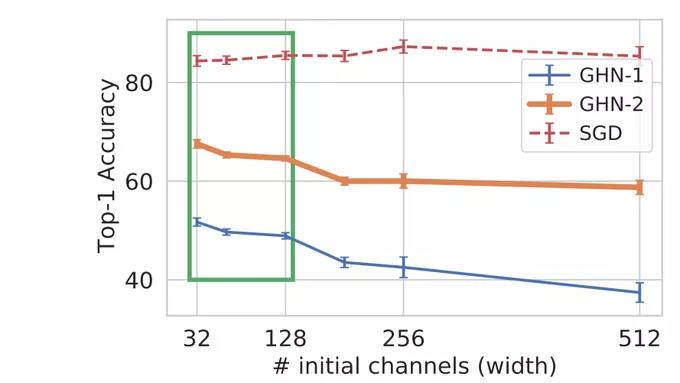 Top-1 Accuracy
80
60
40
GHN-1
GHN-2
SGD
32 128 256 512
# initial channels (width)